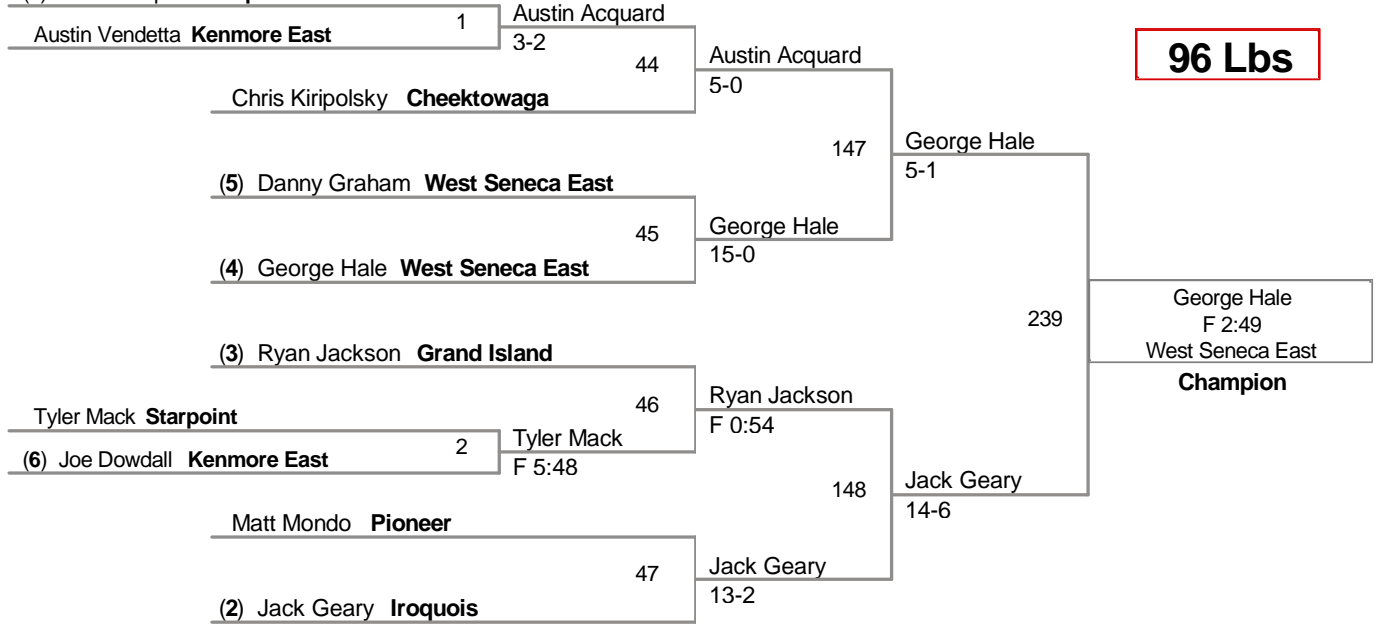 Austin Vendetta Kenmore East
1
Austin Acquard
3-2
44
Chris Kiripolsky Cheektowaga
Austin Acquard
5-0
147
(5) Danny Graham West Seneca East
45
(4) George Hale West Seneca East
George Hale
15-0
George Hale
5-1
96 Lbs
239
George Hale
F 2:49
West Seneca East
Champion
(3) Ryan Jackson Grand Island
46
Tyler Mack Starpoint
2
(6) Joe Dowdall Kenmore East
Tyler Mack
F 5:48
Ryan Jackson
F 0:54
148
Matt Mondo Pioneer
47
(2) Jack Geary Iroquois
Jack Geary
13-2
Jack Geary
14-6